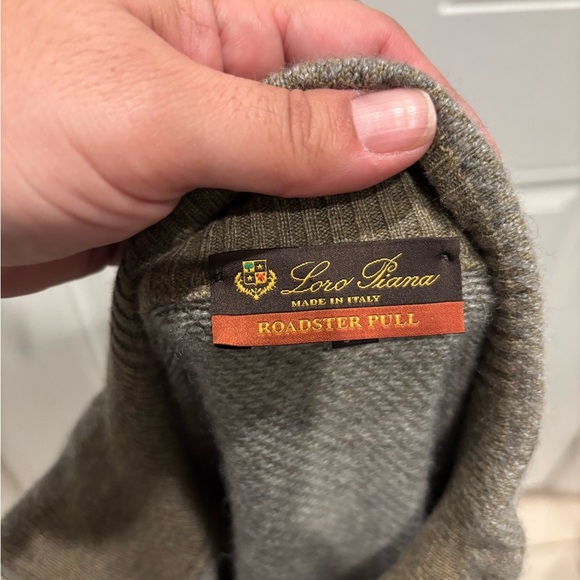 Loro Piana
MADE IN ITALY
ROADSTER PULL